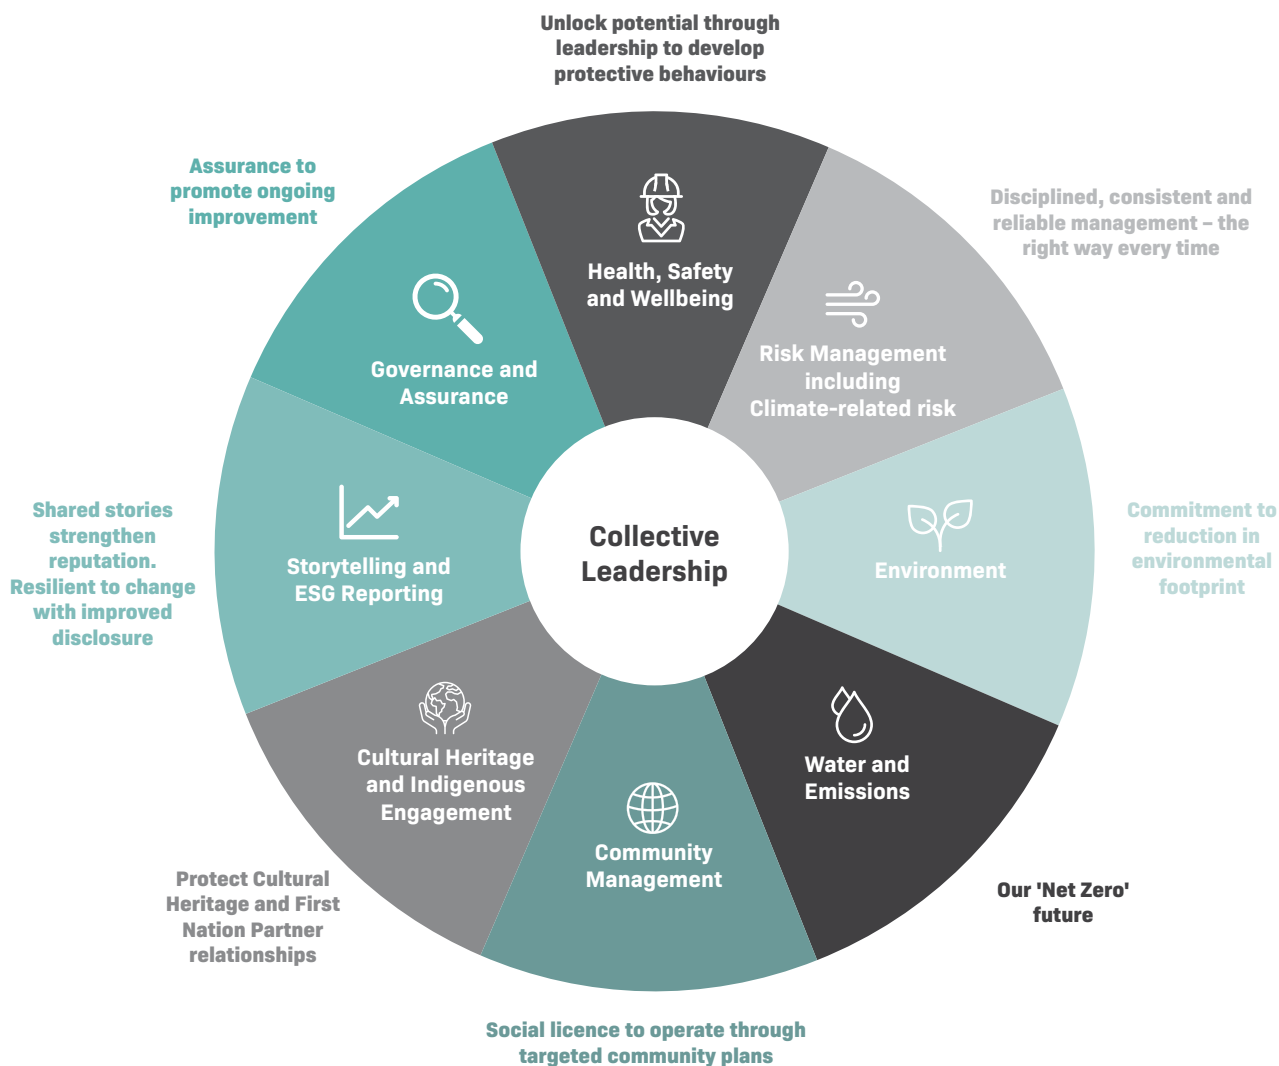 Unlock potential through
leadership to develop
protective behaviours
Assurance to
promote ongoing
improvement
Disciplined, consistent and
reliable management – the
right way every time
Health, Safety
and Wellbeing
Risk Management
including
Climate-related risk
Governance and
Assurance
Shared stories
strengthen
reputation.
Resilient to change
with improved
disclosure
Storytelling and
ESG Reporting
Collective
Leadership
Environment
Commitment to
reduction in
environmental
footprint
Cultural Heritage
and Indigenous
Engagement
Water and
Emissions
Community
Management
Protect Cultural
Heritage and First
Nation Partner
relationships
Our 'Net Zero'
future
Social licence to operate through
targeted community plans